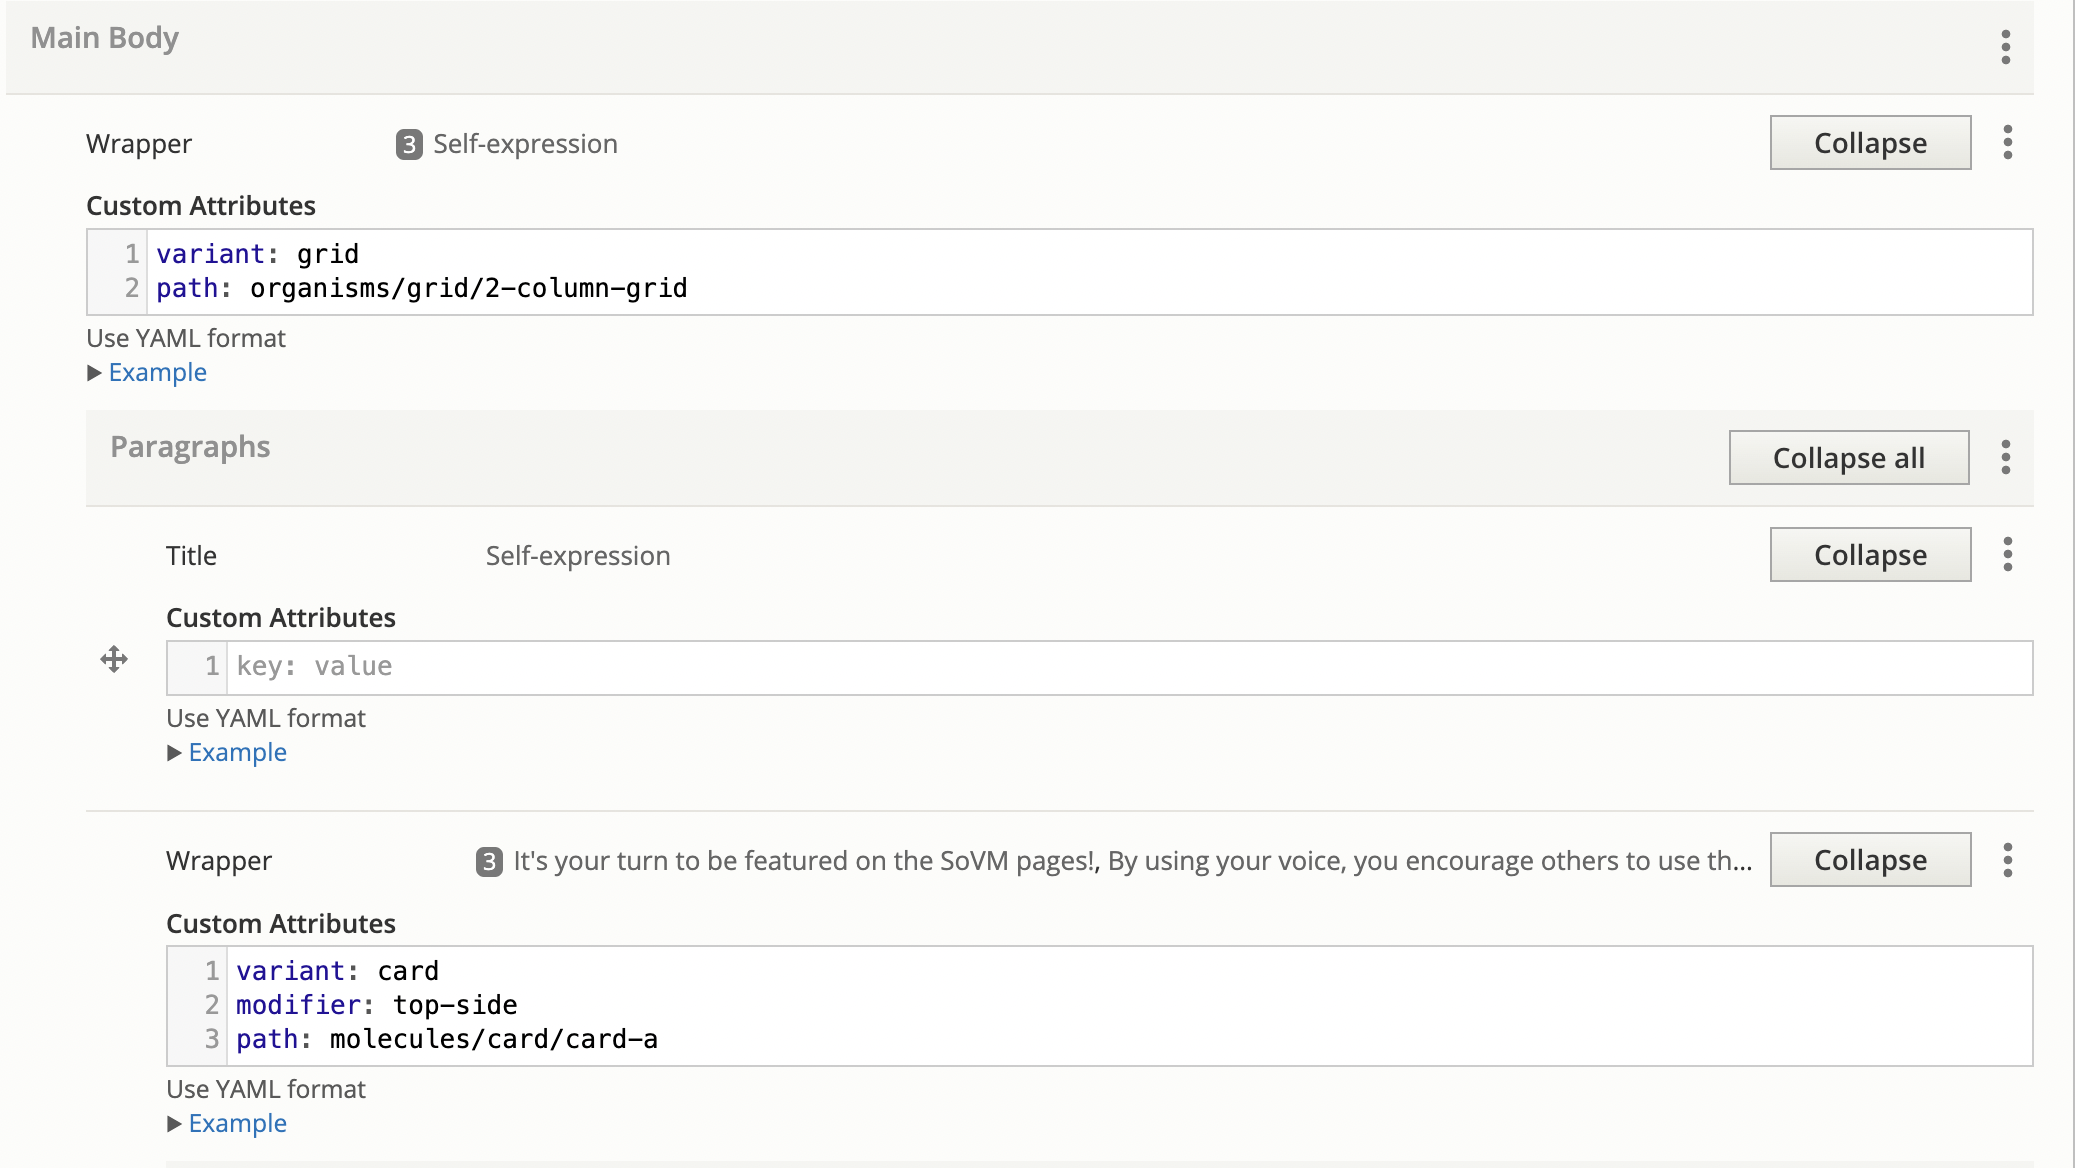 Main Body
Wrapper 3 Self-expression Collapse
Custom Attributes
1 variant: grid
2 path: organisms/grid/2-column-grid
Use YAML format
Example
Paragraphs Collapse all
Title Self-expression Collapse
Custom Attributes
1 key: value
Use YAML format
Example
Wrapper 3 It's your turn to be featured on the SoVM pages!, By using your voice, you encourage others to use th... Collapse
Custom Attributes
1 variant: card
2 modifier: top-side
3 path: molecules/card/card-a
Use YAML format
Example